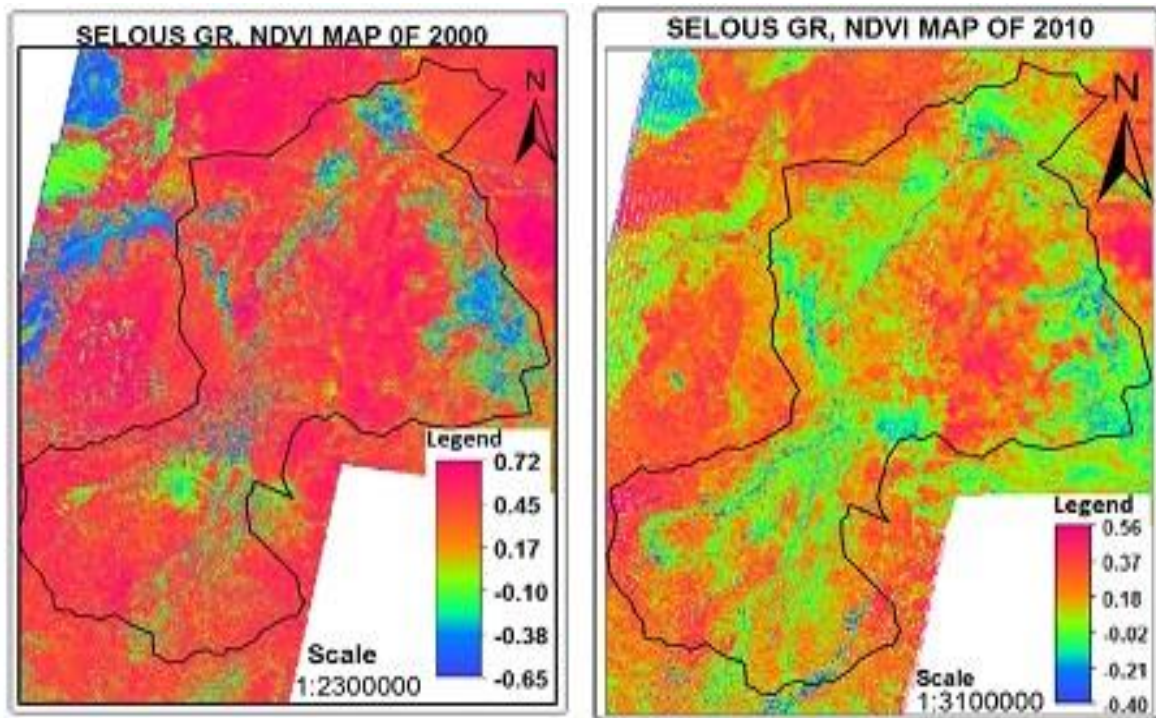 SELOUS GR, NDVI MAP 0F 2000
N
Legend
0.72
0.45
0.17
-0.10
-0.38
-0.65
Scale
1:2300000
SELOUS GR, NDVI MAP OF 2010
N
Legend
0.56
0.37
0.18
-0.02
-0.21
-0.40
Scale
1:3100000